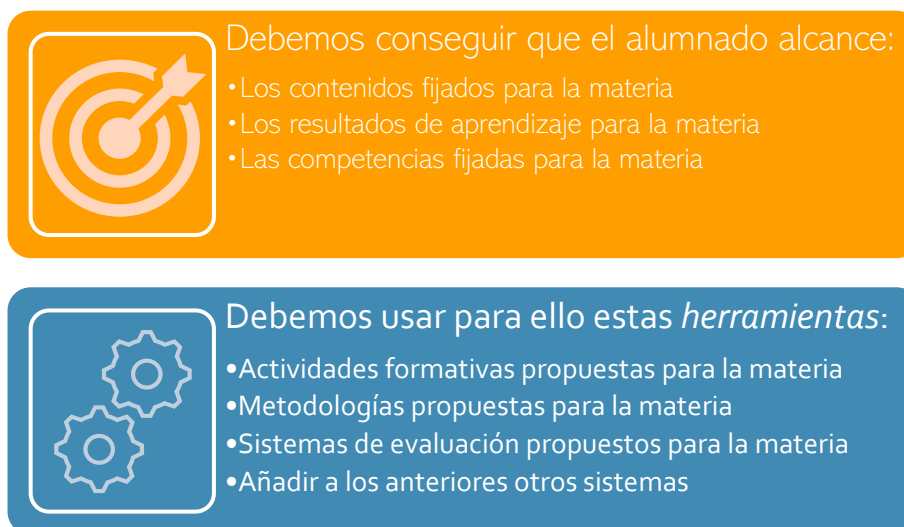 Debemos conseguir que el alumnado alcance:
•Los contenidos fijados para la materia
•Los resultados de aprendizaje para la materia
•Las competencias fijadas para la materia
Debemos usar para ello estas herramientas:
•Actividades formativas propuestas para la materia
•Metodologías propuestas para la materia
•Sistemas de evaluación propuestos para la materia
•Añadir a los anteriores otros sistemas